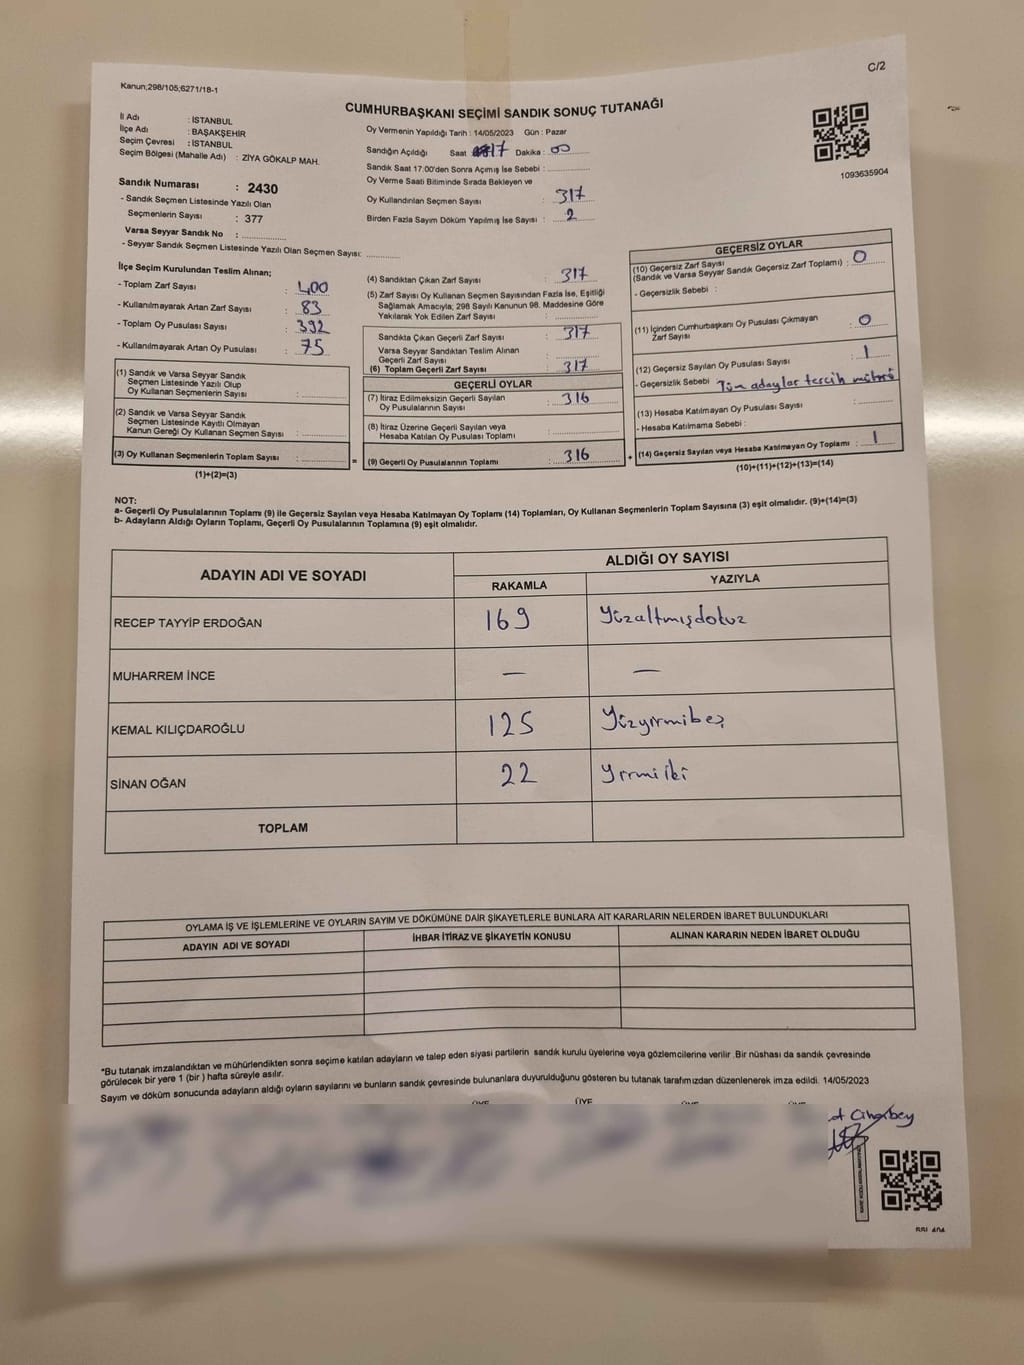 C/2
Kanun;298/105;6271/18-1
CUMHURBAŞKANI SEÇİMİ SANDIK SONUÇ TUTANAĞI
İl Adı : İSTANBUL
İlçe Adı : BAŞAKŞEHİR
Seçim Çevresi : İSTANBUL
Seçim Bölgesi (Mahalle Adı) : ZİYA GÖKALP MAH.
Sandık Numarası : 2430
- Sandık Seçmen Listesinde Yazılı Olan
Seçmenlerin Sayısı : 377
Varsa Seyyar Sandık No :
- Seyyar Sandık Seçmen Listesinde Yazılı Olan Seçmen Sayısı:
Oy Vermenin Yapıldığı Tarih : 14/05/2023 Gün : Pazar
Sandığın Açıldığı Saat 17 Dakika : 00
Sandık Saat 17:00'den Sonra Açımış İse Sebebi :
Oy Verme Saati Bitiminde Sırada Bekleyen ve
Oy Kullandırılan Seçmen Sayısı : 317
Birden Fazla Sayım Döküm Yapılmış İse Sayısı : 2
1093635904
İlçe Seçim Kurulundan Teslim Alınan;
- Toplam Zarf Sayısı : 400
- Kullanılmayarak Artan Zarf Sayısı : 83
- Toplam Oy Pusulası Sayısı : 392
- Kullanılmayarak Artan Oy Pusulası : 75
(1) Sandık ve Varsa Seyyar Sandık
Seçmen Listesinde Yazılı Olup
Oy Kullanan Seçmen Sayısı :
(2) Sandık ve Varsa Seyyar Sandık
Seçmen Listesinde Kayıtlı Olmayan
Kanun Gereği Oy Kullanan Seçmen Sayısı :
(3) Oy Kullanan Seçmenlerin Toplam Sayısı :
(1)+(2)=(3)
=
(4) Sandıktan Çıkan Zarf Sayısı : 317
(5) Zarf Sayısı Oy Kullanan Seçmen Sayısından Fazla İse, Eşitliği
Sağlamak Amacıyla, 298 Sayılı Kanunun 98. Maddesine Göre
Yakılarak Yok Edilen Zarf Sayısı :
Sandıkta Çıkan Geçerli Zarf Sayısı : 317
Varsa Seyyar Sandıktan Teslim Alınan
Geçerli Zarf Sayısı :
(6) Toplam Geçerli Zarf Sayısı : 317
GEÇERLİ OYLAR
(7) İtiraz Edilmeksizin Geçerli Sayılan
Oy Pusulalarının Sayısı : 316
(8) İtiraz Üzerine Geçerli Sayılan veya
Hesaba Katılan Oy Pusulası Toplamı :
(9) Geçerli Oy Pusulalarının Toplamı : 316
+
GEÇERSİZ OYLAR
(10) Geçersiz Zarf Sayısı
(Sandık ve Varsa Seyyar Sandık Geçersiz Zarf Toplamı) : 0
- Geçersizlik Sebebi :
(11) İçinden Cumhurbaşkanı Oy Pusulası Çıkmayan
Zarf Sayısı : 0
(12) Geçersiz Sayılan Oy Pusulası Sayısı : 1
- Geçersizlik Sebebi Tüm adaylar tercih mührü
(13) Hesaba Katılmayan Oy Pusulası Sayısı :
- Hesaba Katılmama Sebebi :
(14) Geçersiz Sayılan veya Hesaba Katılmayan Oy Toplamı : 1
(10)+(11)+(12)+(13)=(14)
NOT:
a- Geçerli Oy Pusulalarının Toplamı (9) ile Geçersiz Sayılan veya Hesaba Katılmayan Oy Toplamı (14) Toplamları, Oy Kullanan Seçmenlerin Toplam Sayısına (3) eşit olmalıdır. (9)+(14)=(3)
b- Adayların Aldığı Oyların Toplamı, Geçerli Oy Pusulalarının Toplamına (9) eşit olmalıdır.
ADAYIN ADI VE SOYADI
ALDIĞI OY SAYISI
RAKAMLA YAZIYLA
RECEP TAYYİP ERDOĞAN 169 Yüzaltmışdokuz
MUHARREM İNCE — —
KEMAL KILIÇDAROĞLU 125 Yüzyirmibeş
SİNAN OĞAN 22 Yirmiiki
TOPLAM
OYLAMA İŞ VE İŞLEMLERİNE VE OYLARIN SAYIM VE DÖKÜMÜNE DAİR ŞİKAYETLERLE BUNLARA AİT KARARLARIN NELERDEN İBARET BULUNDUKLARI
ADAYIN ADI VE SOYADI İHBAR İTİRAZ VE ŞİKAYETİN KONUSU ALINAN KARARIN NEDEN İBARET OLDUĞU
*Bu tutanak imzalandıktan ve mühürlendikten sonra seçime katılan adayların ve talep eden siyasi partilerin sandık kurulu üyelerine veya gözlemcilerine verilir .Bir nüshası da sandık çevresinde
görülecek bir yere 1 (bir ) hafta süreyle asılır.
Sayım ve döküm sonucunda adayların aldığı oyların sayılarını ve bunların sandık çevresinde bulunanlara duyurulduğunu gösteren bu tutanak tarafımızdan düzenlenerek imza edildi. 14/05/2023
ÜYE